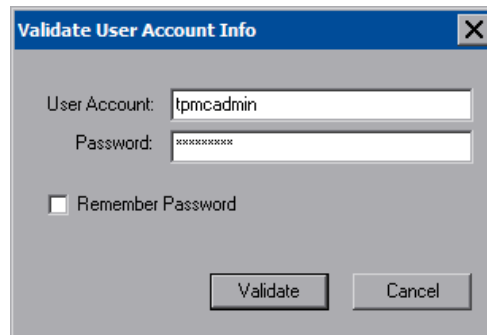 Validate User Account Info
User Account: tpmcadmin
Password: *********
Remember Password
Validate Cancel